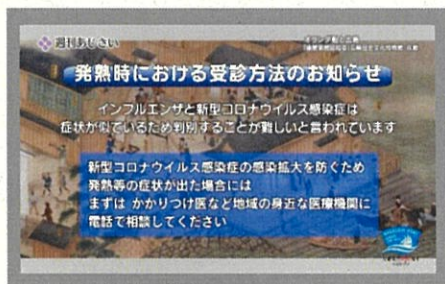 週刊あじさい
発熱時における受診方法のお知らせ
インフルエンザと新型コロナウイルス感染症は
症状が似ているため判別することが難しいと言われています
新型コロナウイルス感染症の感染拡大を防ぐため
発熱等の症状が出た場合には
まずは かかりつけ医など地域の身近な医療機関に
電話で相談してください